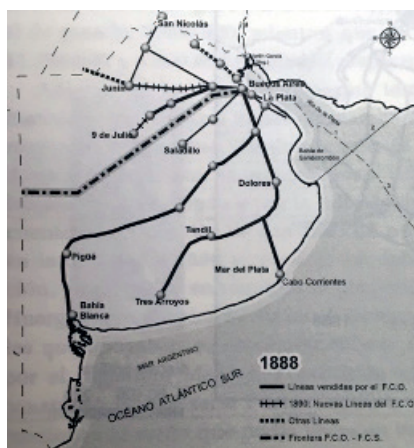 San Nicolás
Buenos Aires
La Plata
Junín
Río de la Plata
9 de Julio
Saladillo
Bahía de
Samborombón
Dolores
Tandil
Pigüé
Mar del Plata
Cabo Corrientes
Tres Arroyos
Bahía
Blanca
MAR ARGENTINO
OCÉANO ATLÁNTICO SUR
1888
Líneas vendidas por el F.C.O.
1890; Nuevas Líneas del F.C.O
Otras Líneas
Frontera F.C.O. - F.C.S.